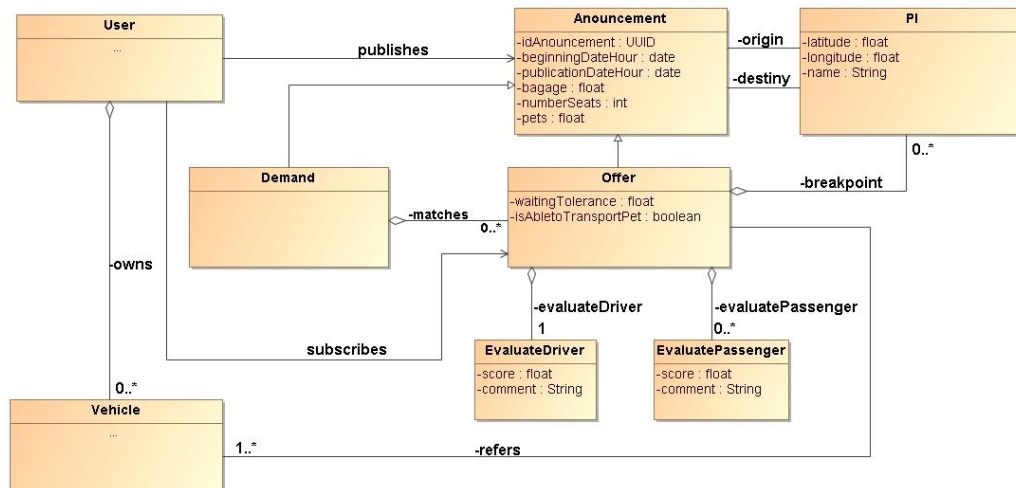 User
...
publishes
Anouncement
-idAnouncement : UUID
-beginningDateHour : date
-publicationDateHour : date
-bagage : float
-numberSeats : int
-pets : float
-origin
-destiny
PI
-latitude : float
-longitude : float
-name : String
0..*
-breakpoint
Demand
-matches
0..*
Offer
-waitingTolerance : float
-isAbletoTransportPet : boolean
-owns
-evaluateDriver
1
-evaluatePassenger
0..*
subscribes
EvaluateDriver
-score : float
-comment : String
EvaluatePassenger
-score : float
-comment : String
0..*
Vehicle
...
1..*
-refers